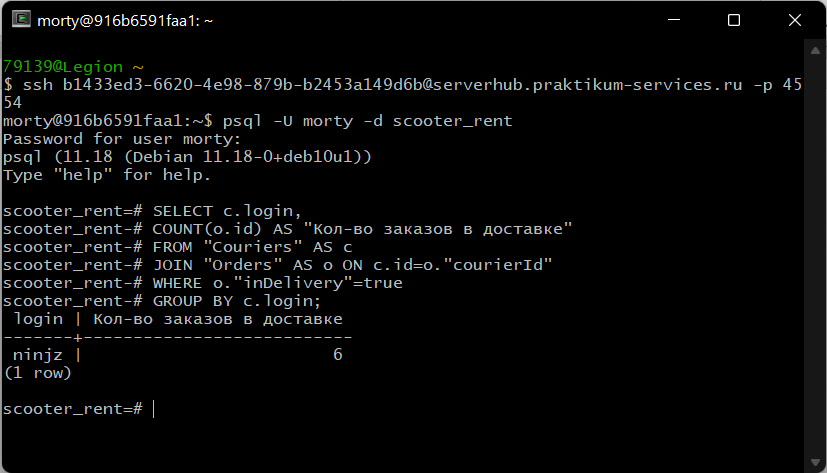 morty@916b6591faa1: ~
79139@Legion ~
$ ssh b1433ed3-6620-4e98-879b-b2453a149d6b@serverhub.praktikum-services.ru -p 45
54
morty@916b6591faa1:~$ psql -U morty -d scooter_rent
Password for user morty:
psql (11.18 (Debian 11.18-0+deb10u1))
Type "help" for help.
scooter_rent=# SELECT c.login,
scooter_rent-# COUNT(o.id) AS "Кол-во заказов в доставке"
scooter_rent-# FROM "Couriers" AS c
scooter_rent-# JOIN "Orders" AS o ON c.id=o."courierId"
scooter_rent-# WHERE o."inDelivery"=true
scooter_rent-# GROUP BY c.login;
 login | Кол-во заказов в доставке
-------+---------------------------
 ninjz |                         6
(1 row)
scooter_rent=#